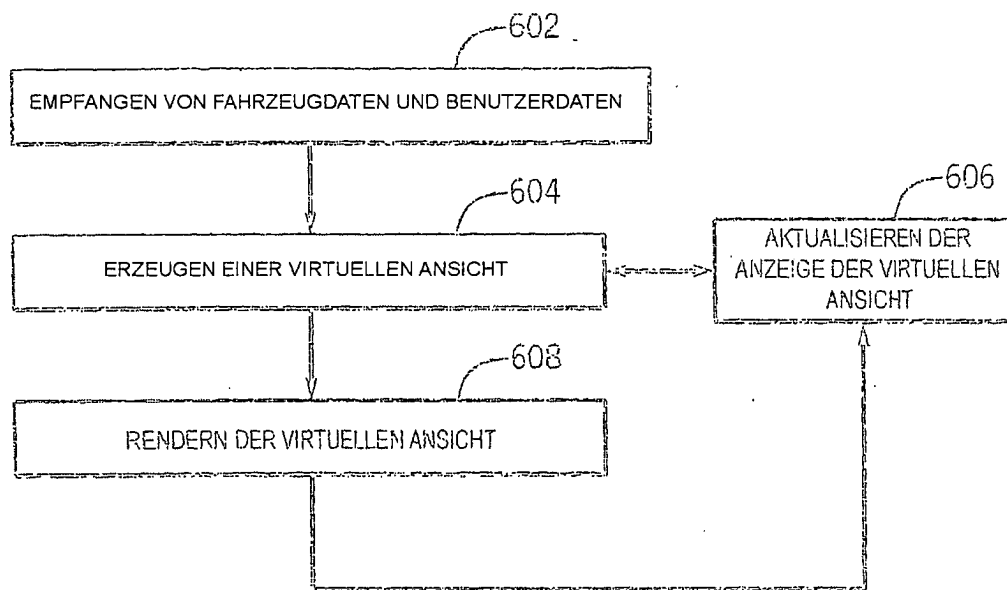 602
EMPFANGEN VON FAHRZEUGDATEN UND BENUTZERDATEN
604
ERZEUGEN EINER VIRTUELLEN ANSICHT
606
AKTUALISIEREN DER
ANZEIGE DER VIRTUELLEN
ANSICHT
608
RENDERN DER VIRTUELLEN ANSICHT